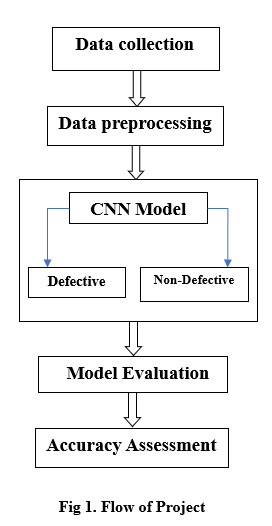 Data collection
Data preprocessing
CNN Model
Defective
Non-Defective
Model Evaluation
Accuracy Assessment
Fig 1. Flow of Project